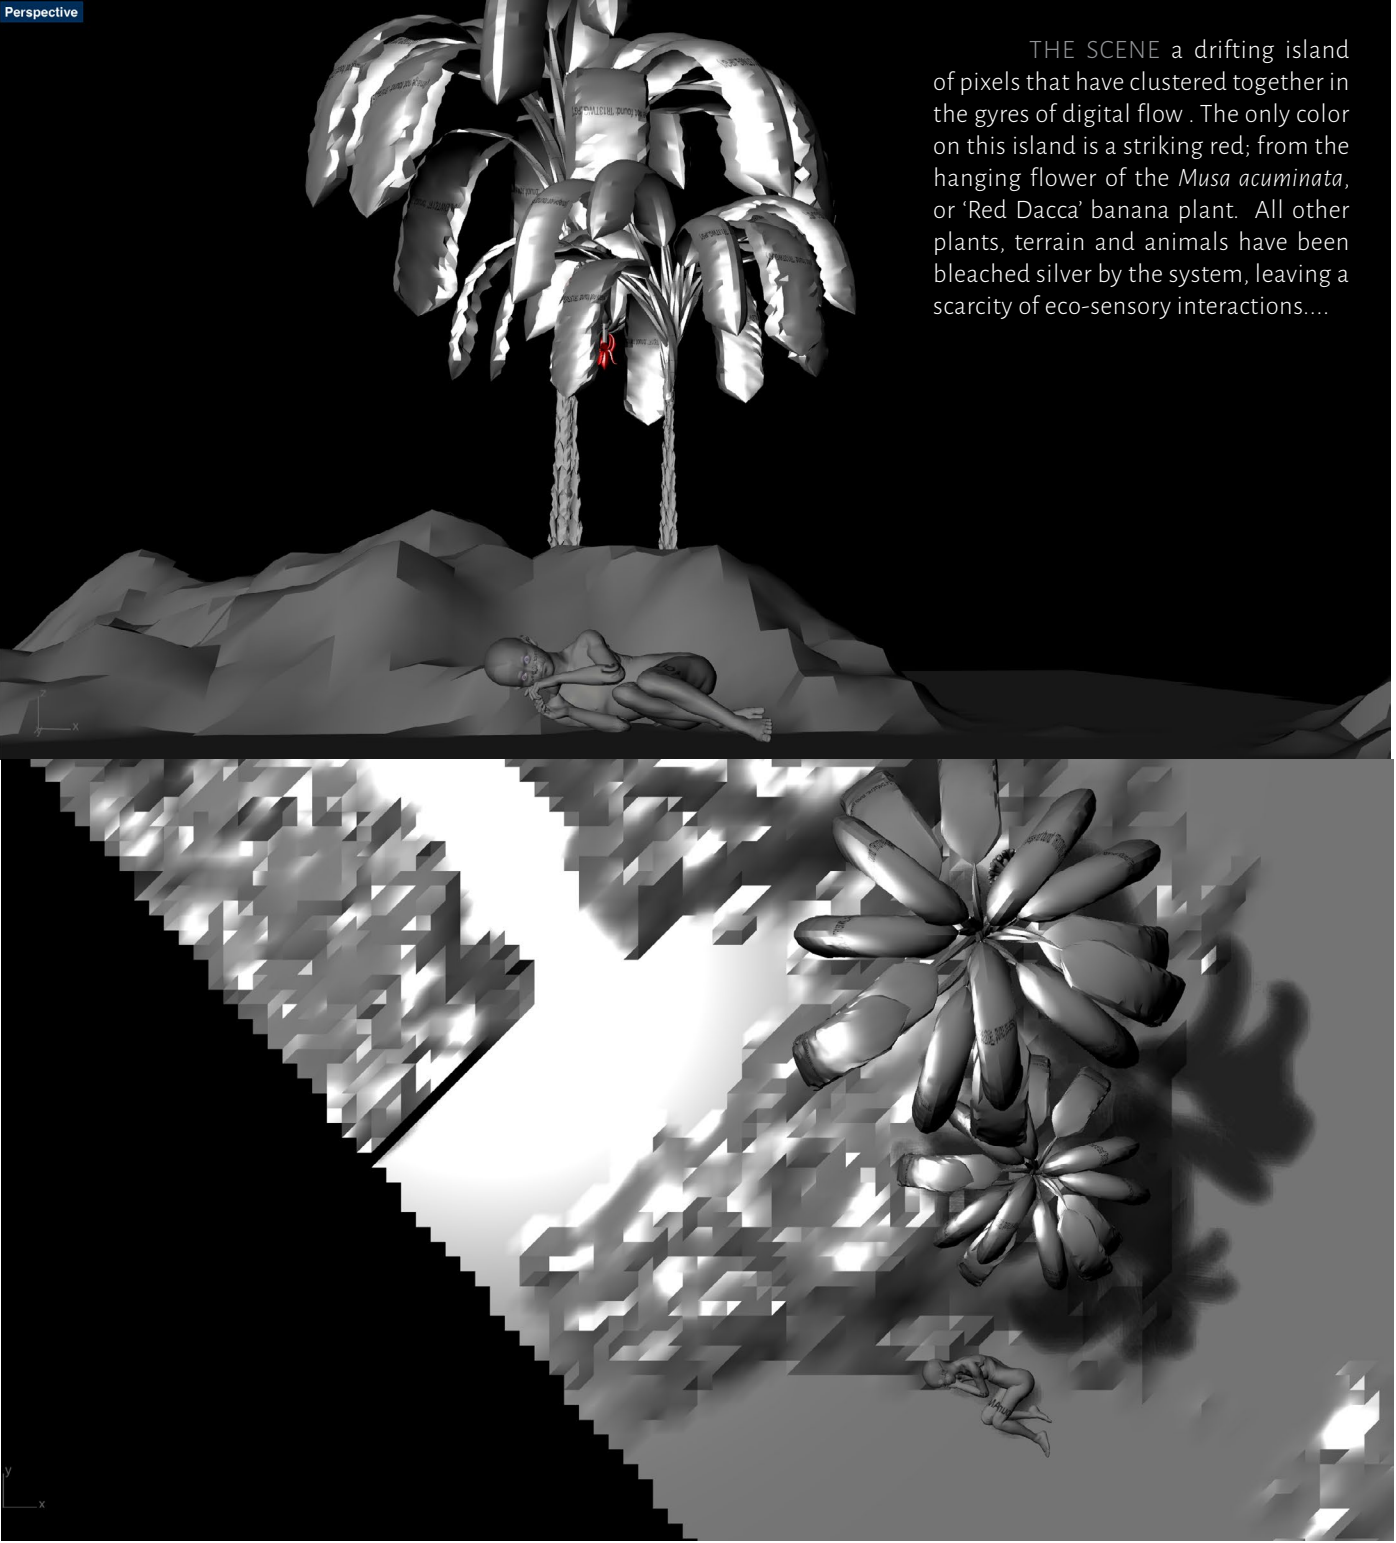 Perspective
THE SCENE a drifting island
of pixels that have clustered together in
the gyres of digital flow . The only color
on this island is a striking red; from the
hanging flower of the Musa acuminata,
or ‘Red Dacca’ banana plant. All other
plants, terrain and animals have been
bleached silver by the system, leaving a
scarcity of eco-sensory interactions....
z
x
y
x